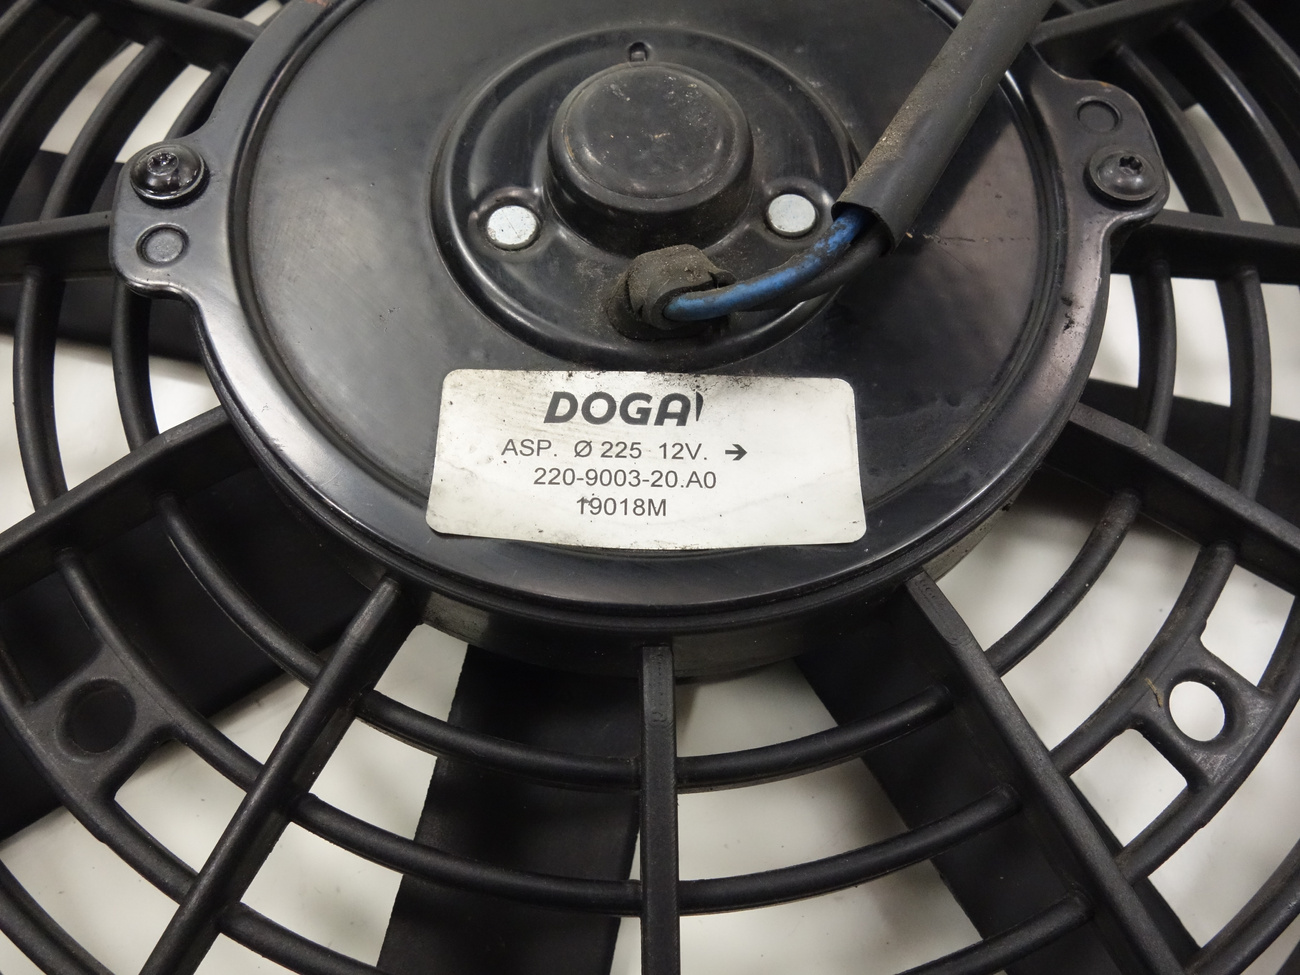 DOGA
ASP. Ø 225 12V. ➔
220-9003-20.A0
19018M